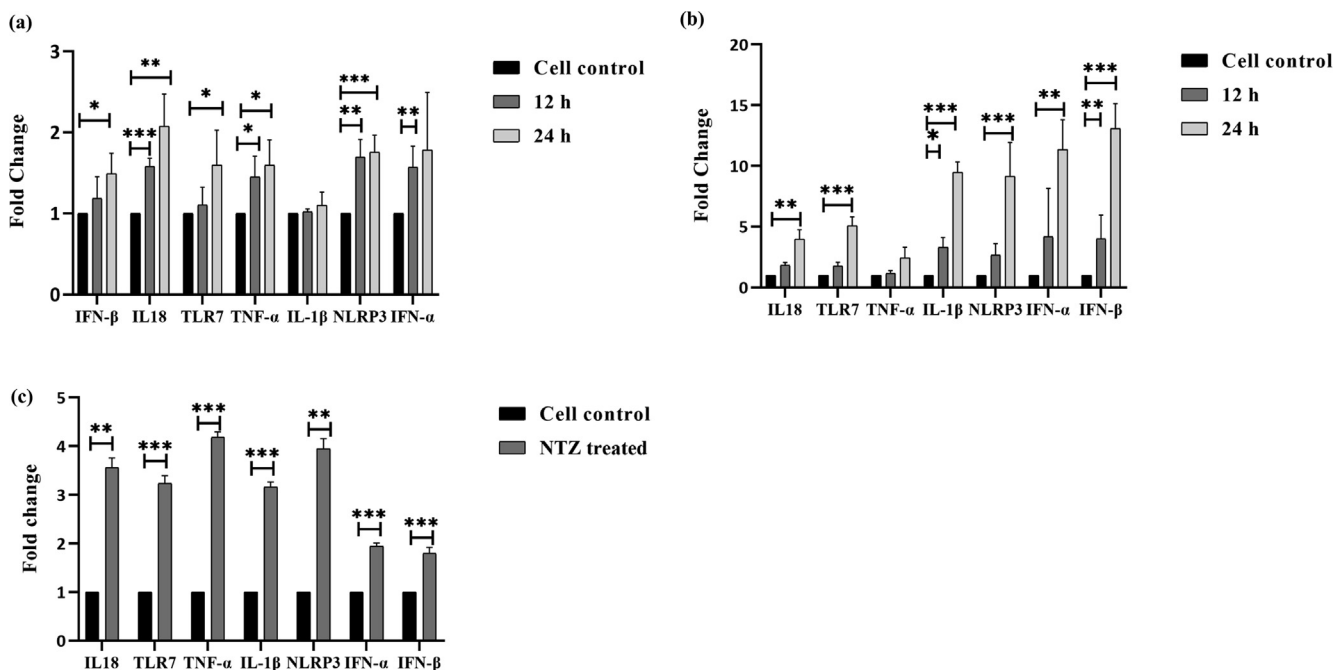 (a)
3
2
1
0
Fold Change
* *** ** * * * ** *** **
IFN-β IL18 TLR7 TNF-α IL-1β NLRP3 IFN-α
Cell control
12 h
24 h
(b)
20
15
10
5
0
Fold Change
** *** * *** *** ** ** ***
IL18 TLR7 TNF-α IL-1β NLRP3 IFN-α IFN-β
Cell control
12 h
24 h
(c)
5
4
3
2
1
0
Fold change
** *** *** *** ** *** ***
IL18 TLR7 TNF-α IL-1β NLRP3 IFN-α IFN-β
Cell control
NTZ treated